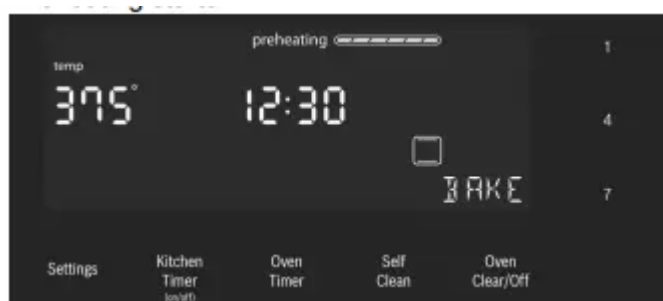 preheating
1
temp
375°
12:30
4
BAKE
7
Settings
Kitchen
Timer
(on/off)
Oven
Timer
Self
Clean
Oven
Clear/Off